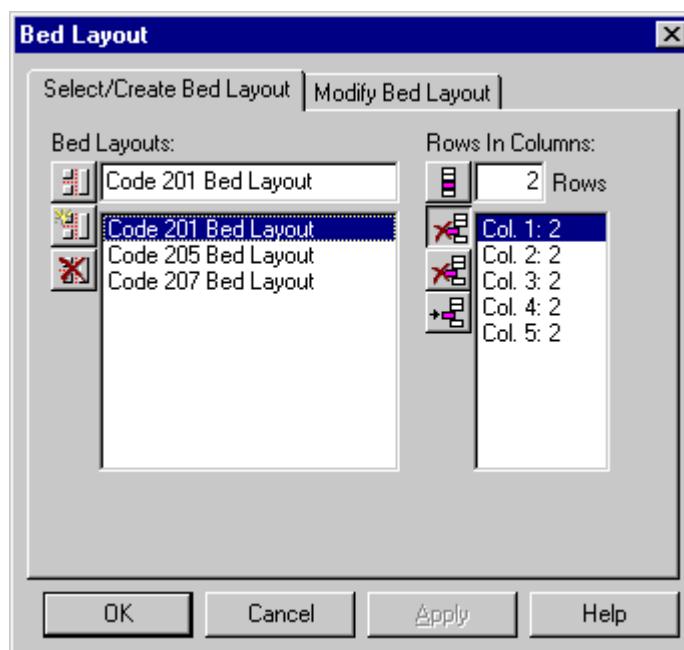 Bed Layout
Select/Create Bed Layout
Modify Bed Layout
Bed Layouts:
Rows In Columns:
Code 201 Bed Layout
2 Rows
Code 201 Bed Layout
Code 205 Bed Layout
Code 207 Bed Layout
Col. 1: 2
Col. 2: 2
Col. 3: 2
Col. 4: 2
Col. 5: 2
OK
Cancel
Apply
Help